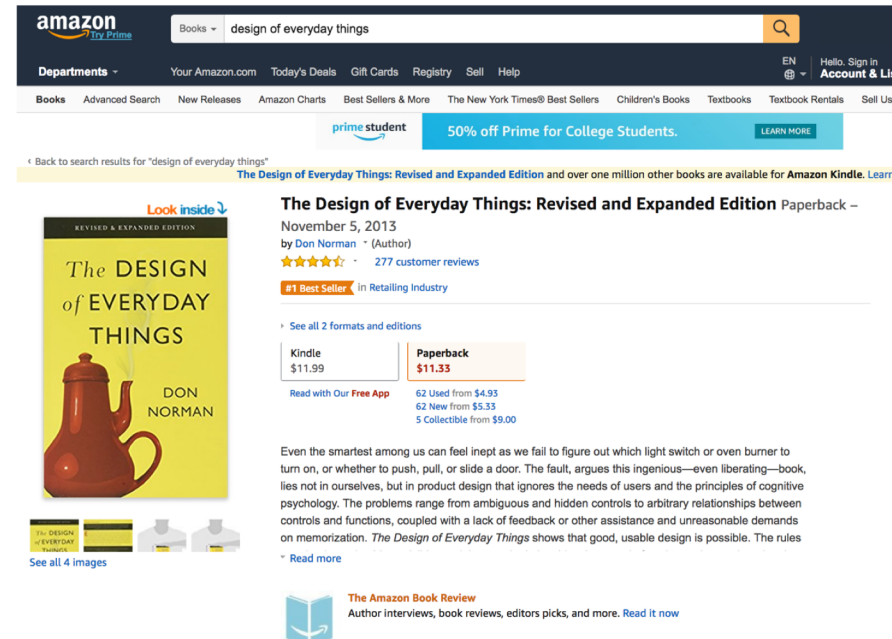 amazon
Try Prime
Books
design of everyday things
EN
Hello. Sign in
Departments
Your Amazon.com Today's Deals Gift Cards Registry Sell Help
Account & Li
Books Advanced Search New Releases Amazon Charts Best Sellers & More The New York Times® Best Sellers Children's Books Textbooks Textbook Rentals Sell Us
prime student
50% off Prime for College Students.
LEARN MORE
‹ Back to search results for "design of everyday things"
The Design of Everyday Things: Revised and Expanded Edition and over one million other books are available for Amazon Kindle. Learn
Look inside
REVISED & EXPANDED EDITION
The DESIGN
of EVERYDAY
THINGS
DON
NORMAN
See all 4 images
The Design of Everyday Things: Revised and Expanded Edition Paperback –
November 5, 2013
by Don Norman (Author)
277 customer reviews
#1 Best Seller in Retailing Industry
See all 2 formats and editions
Kindle
$11.99
Paperback
$11.33
Read with Our Free App
62 Used from $4.93
62 New from $5.33
5 Collectible from $9.00
Even the smartest among us can feel inept as we fail to figure out which light switch or oven burner to
turn on, or whether to push, pull, or slide a door. The fault, argues this ingenious—even liberating—book,
lies not in ourselves, but in product design that ignores the needs of users and the principles of cognitive
psychology. The problems range from ambiguous and hidden controls to arbitrary relationships between
controls and functions, coupled with a lack of feedback or other assistance and unreasonable demands
on memorization. The Design of Everyday Things shows that good, usable design is possible. The rules
Read more
The Amazon Book Review
Author interviews, book reviews, editors picks, and more. Read it now